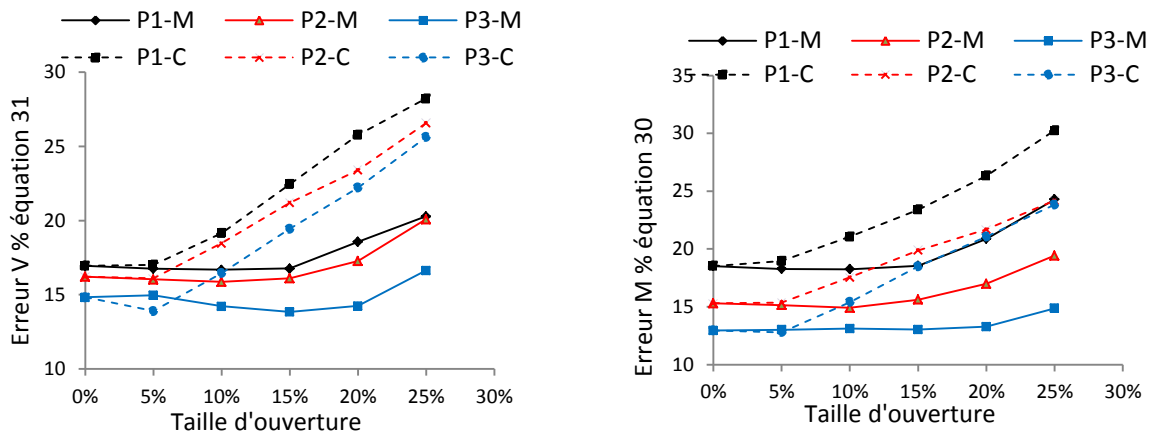 P1-M P2-M P3-M
P1-C P2-C P3-C
Erreur V % équation 31
30
25
20
15
10
0% 5% 10% 15% 20% 25% 30%
Taille d'ouverture
P1-M P2-M P3-M
P1-C P2-C P3-C
Erreur M % équation 30
35
30
25
20
15
10
0% 5% 10% 15% 20% 25% 30%
Taille d'ouverture